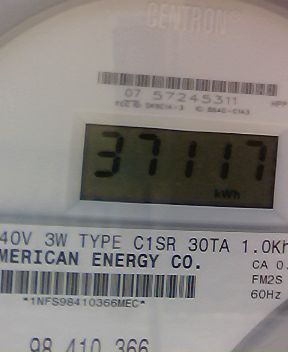 CENTRON
07 57245311
37117
kWh
40V 3W TYPE C1SR 30TA 1.0Kh
MERICAN ENERGY CO.
CA 0.
FM2S
*1NFS98410366MEC*
60Hz
98 410 366